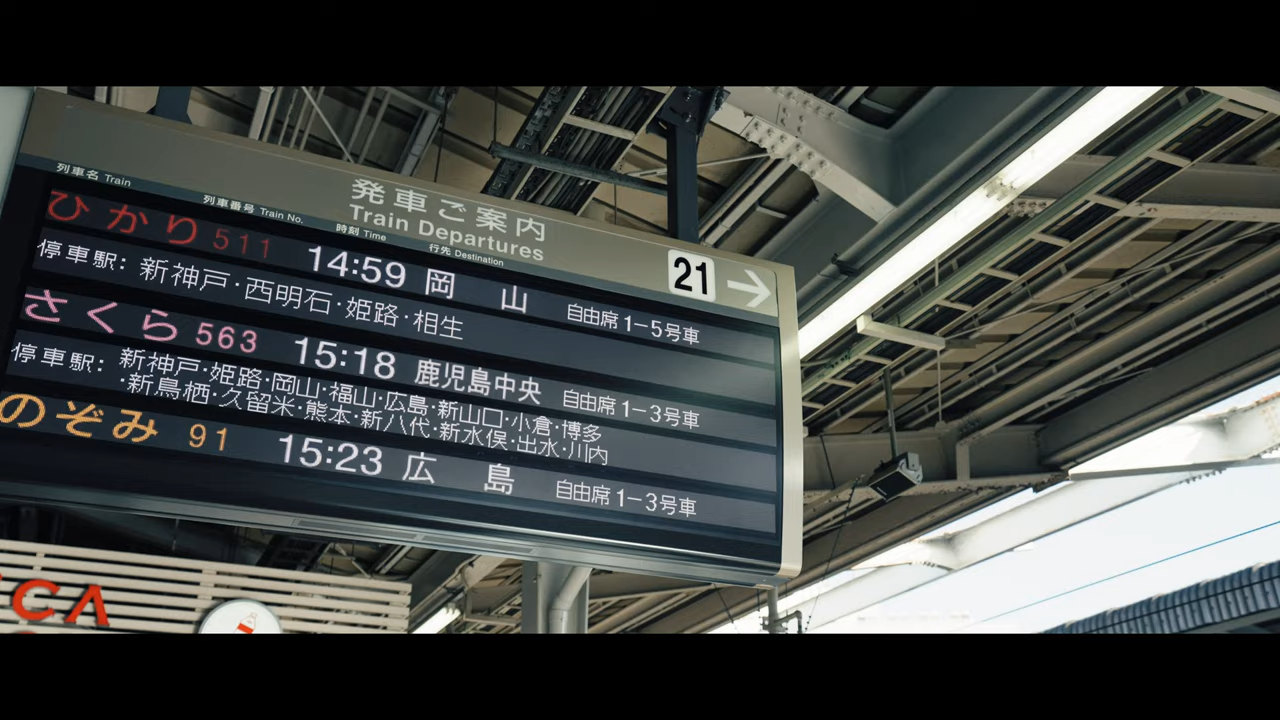 発車ご案内
Train Departures
21
列車名 Train 列車番号 Train No. 時刻 Time 行先 Destination
ひかり 511 14:59 岡山 自由席1-5号車
停車駅: 新神戸・西明石・姫路・相生
さくら 563 15:18 鹿児島中央 自由席1-3号車
停車駅: 新神戸・姫路・岡山・福山・広島・新山口・小倉・博多
・新鳥栖・久留米・熊本・新八代・新水俣・出水・川内
のぞみ 91 15:23 広島 自由席1-3号車